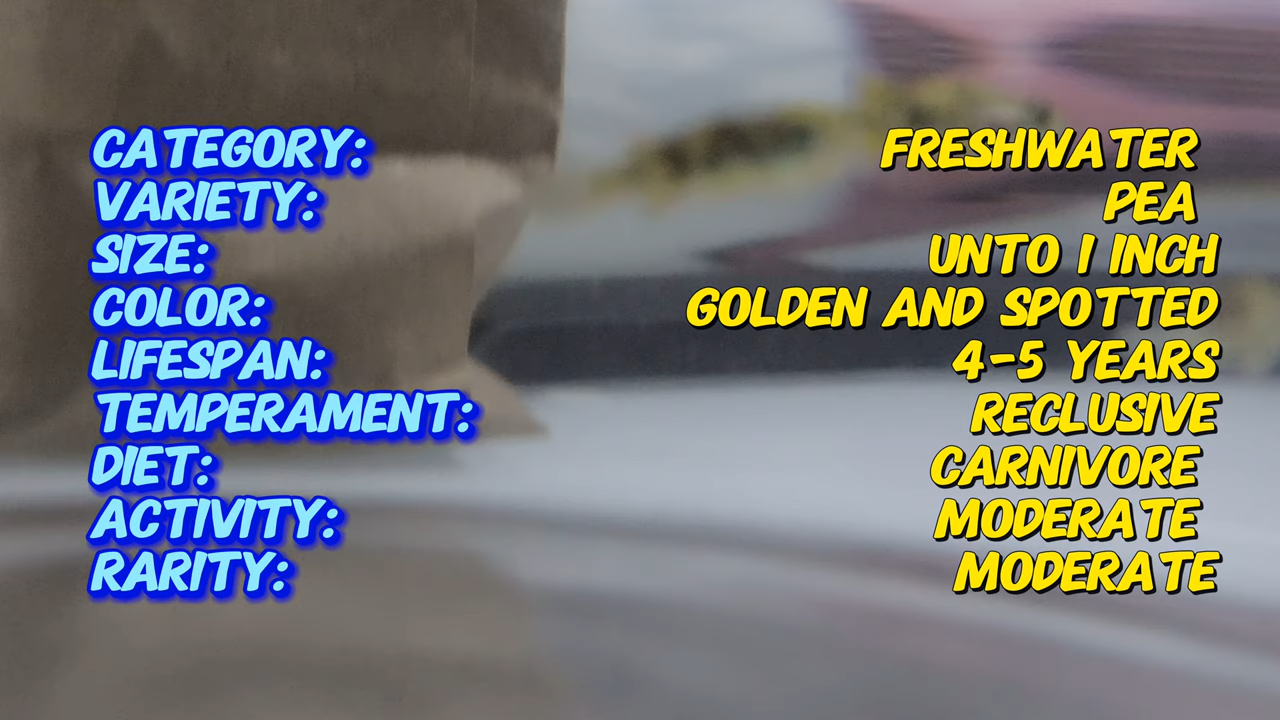 CATEGORY: FRESHWATER
VARIETY: PEA
SIZE: UNTO 1 INCH
COLOR: GOLDEN AND SPOTTED
LIFESPAN: 4-5 YEARS
TEMPERAMENT: RECLUSIVE
DIET: CARNIVORE
ACTIVITY: MODERATE
RARITY: MODERATE